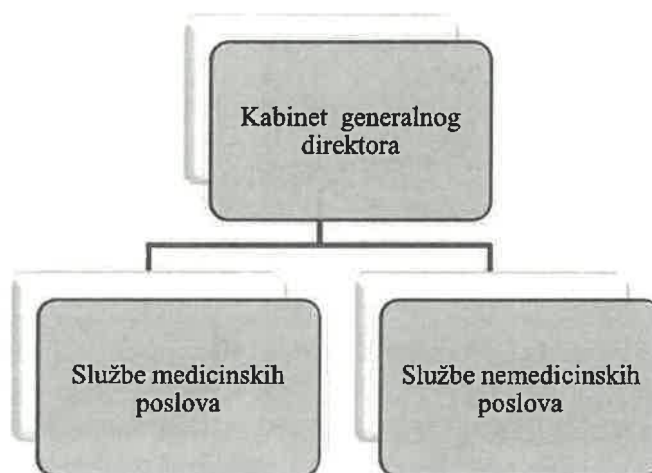 Kabinet generalnog
direktora
Službe medicinskih
poslova
Službe nemedicinskih
poslova